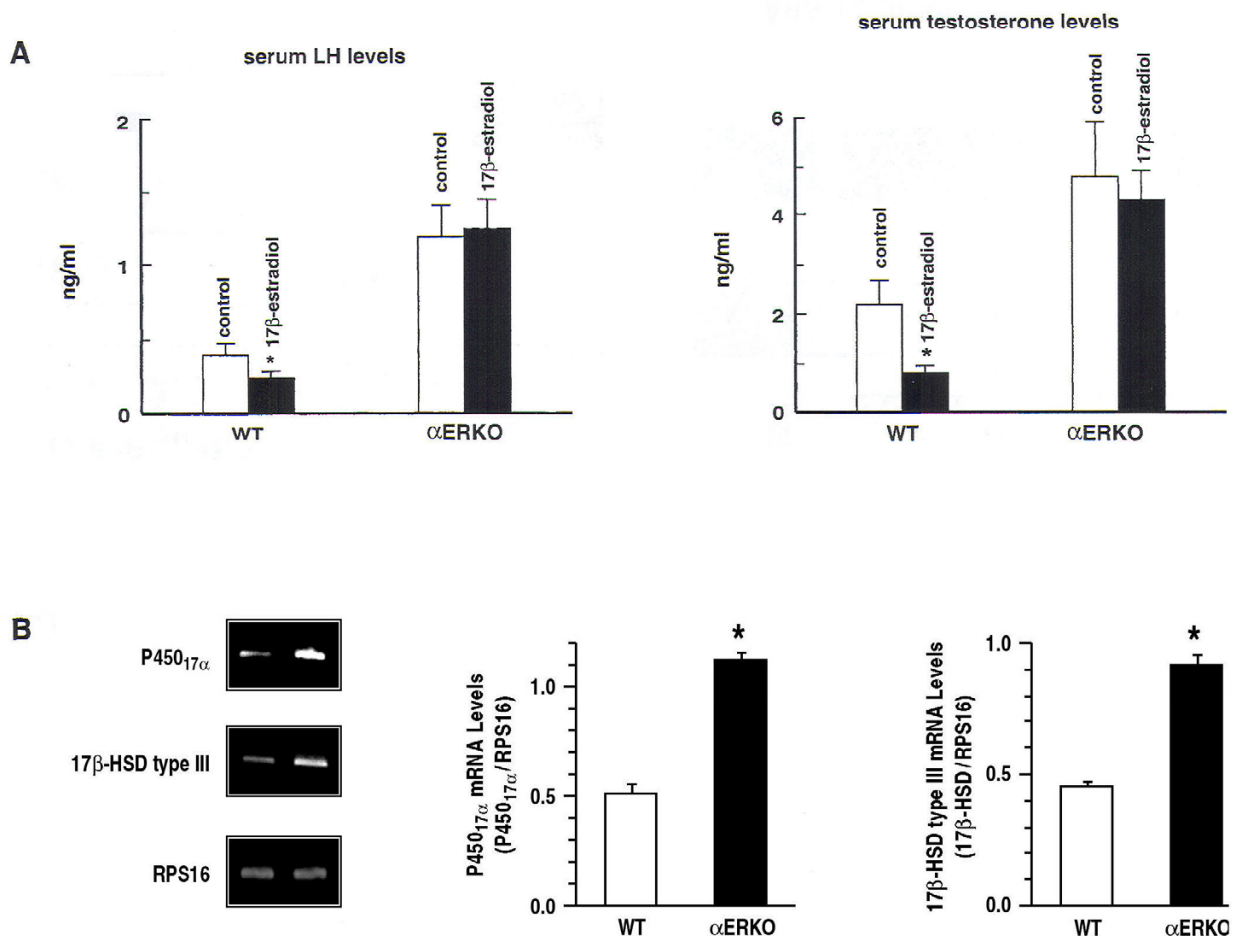 A
serum LH levels
serum testosterone levels
ng/ml
2
1
0
control
* 17β-estradiol
control
17β-estradiol
WT
αERKO
ng/ml
6
4
2
0
control
* 17β-estradiol
control
17β-estradiol
WT
αERKO
B
P450₁₇α
17β-HSD type III
RPS16
P450₁₇α mRNA Levels
(P450₁₇α/RPS16)
1.0
0.5
0.0
*
WT
αERKO
17β-HSD type III mRNA Levels
(17β-HSD/RPS16)
1.0
0.5
0.0
*
WT
αERKO